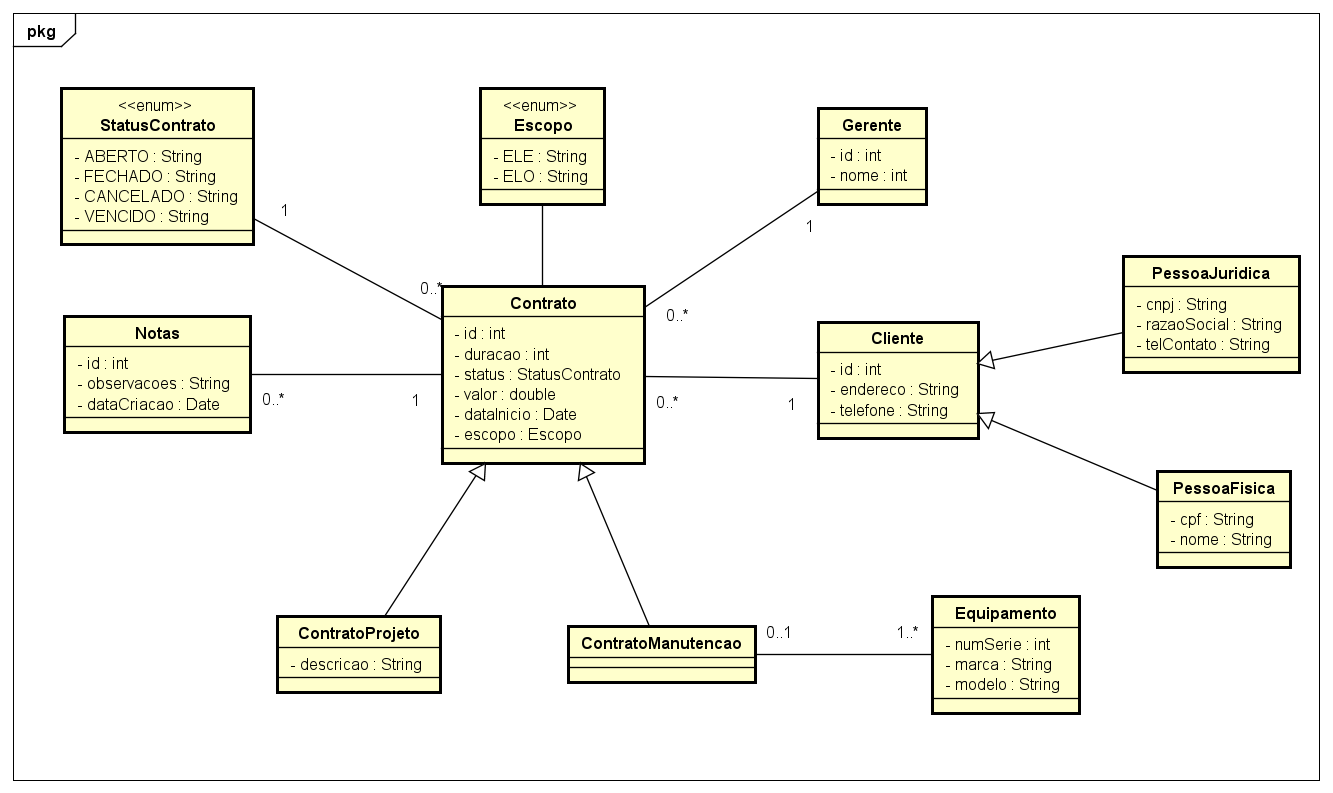 pkg
<<enum>>
StatusContrato
- ABERTO : String
- FECHADO : String
- CANCELADO : String
- VENCIDO : String
1
0..*
<<enum>>
Escopo
- ELE : String
- ELO : String
Gerente
- id : int
- nome : int
1
0..*
Notas
- id : int
- observacoes : String
- dataCriacao : Date
0..*
1
Contrato
- id : int
- duracao : int
- status : StatusContrato
- valor : double
- dataInicio : Date
- escopo : Escopo
0..*
1
Cliente
- id : int
- endereco : String
- telefone : String
PessoaJuridica
- cnpj : String
- razaoSocial : String
- telContato : String
PessoaFisica
- cpf : String
- nome : String
ContratoProjeto
- descricao : String
ContratoManutencao
0..1
1..*
Equipamento
- numSerie : int
- marca : String
- modelo : String